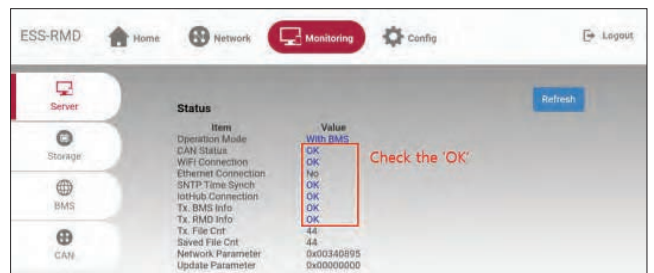 ESS-RMD Home Network Monitoring Config Logout
Server
Storage
BMS
CAN
Refresh
Status
Item Value
Operation Mode With BMS
CAN Status OK
WiFi Connection OK
Ethernet Connection No
SNTP Time Synch OK
IotHub Connection OK
Tx. BMS Info OK
Tx. RMD Info OK
Tx. File Cnt 44
Saved File Cnt 44
Network Parameter 0x00340895
Update Parameter 0x00000000
Check the 'OK'